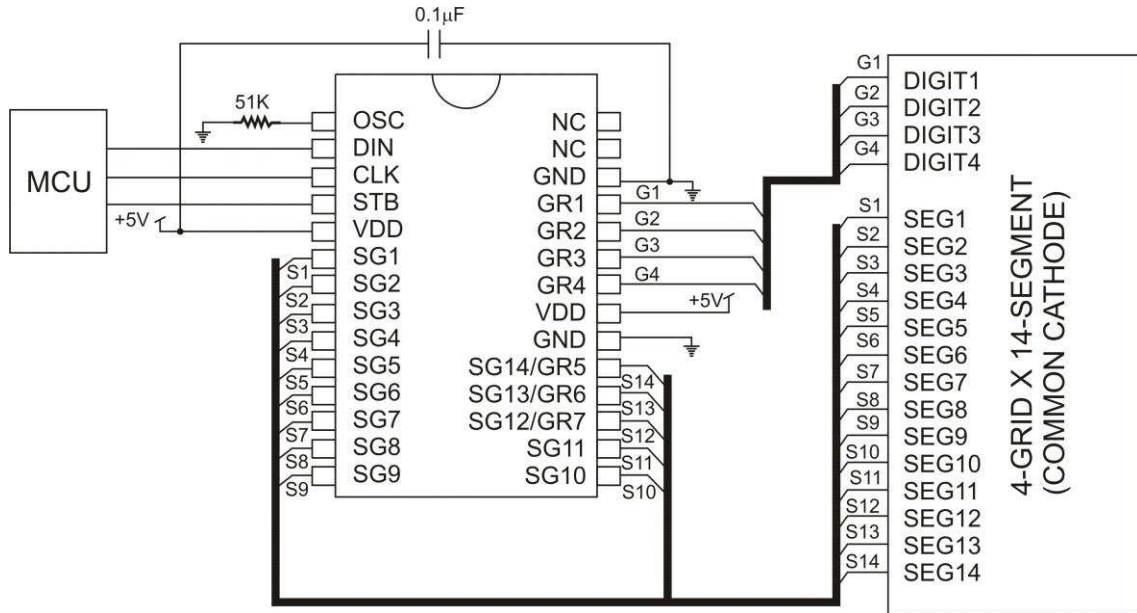 0.1µF
51K
MCU
+5V
OSC
DIN
CLK
STB
VDD
SG1
SG2
SG3
SG4
SG5
SG6
SG7
SG8
SG9
S1
S2
S3
S4
S5
S6
S7
S8
S9
NC
NC
GND
GR1
GR2
GR3
GR4
VDD
GND
SG14/GR5
SG13/GR6
SG12/GR7
SG11
SG10
G1
G2
G3
G4
+5V
S14
S13
S12
S11
S10
G1
G2
G3
G4
DIGIT1
DIGIT2
DIGIT3
DIGIT4
S1
S2
S3
S4
S5
S6
S7
S8
S9
S10
S11
S12
S13
S14
SEG1
SEG2
SEG3
SEG4
SEG5
SEG6
SEG7
SEG8
SEG9
SEG10
SEG11
SEG12
SEG13
SEG14
4-GRID X 14-SEGMENT
(COMMON CATHODE)